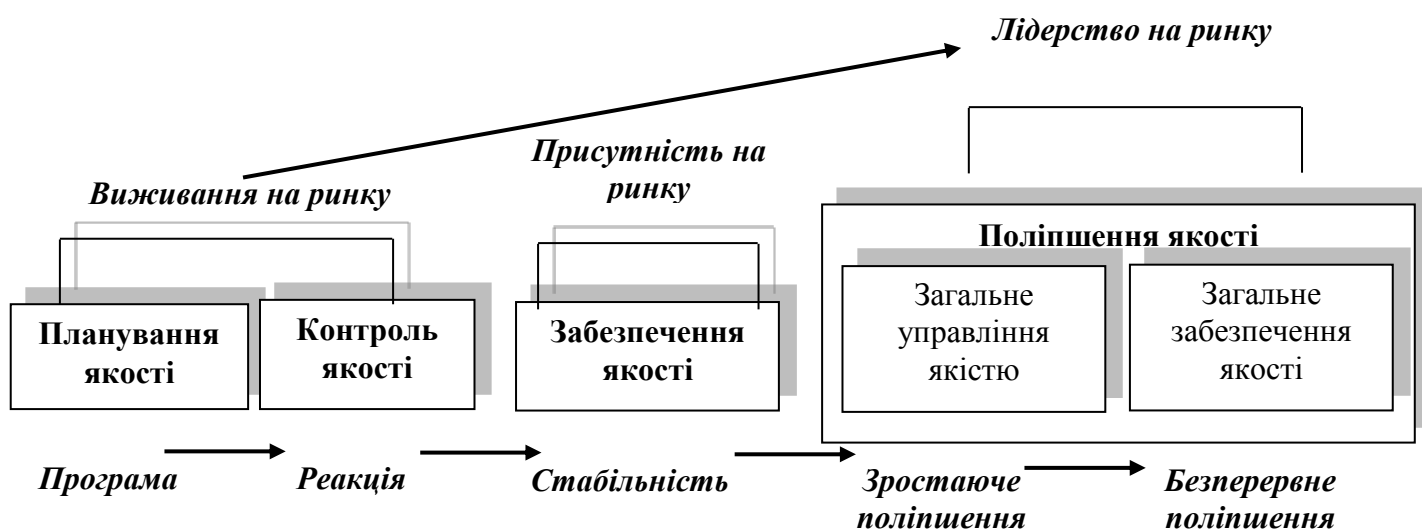 Лідерство на ринку
Присутність на
ринку
Виживання на ринку
Поліпшення якості
Планування
якості
Контроль
якості
Забезпечення
якості
Загальне
управління
якістю
Загальне
забезпечення
якості
Програма
Реакція
Стабільність
Зростаюче
поліпшення
Безперервне
поліпшення